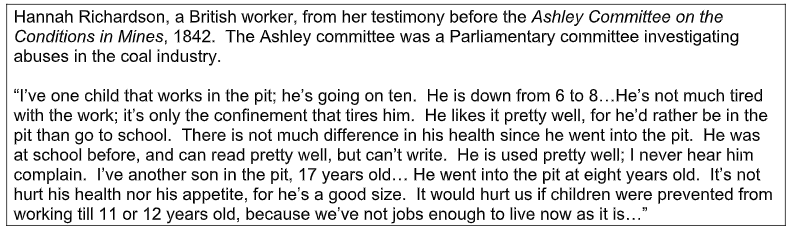 Hannah Richardson, a British worker, from her testimony before the Ashley Committee on the
Conditions in Mines, 1842.  The Ashley committee was a Parliamentary committee investigating
abuses in the coal industry.

“I’ve one child that works in the pit; he’s going on ten.  He is down from 6 to 8…He’s not much tired
with the work; it’s only the confinement that tires him.  He likes it pretty well, for he’d rather be in the
pit than go to school.  There is not much difference in his health since he went into the pit.  He was
at school before, and can read pretty well, but can’t write.  He is used pretty well; I never hear him
complain.  I’ve another son in the pit, 17 years old… He went into the pit at eight years old.  It’s not
hurt his health nor his appetite, for he’s a good size.  It would hurt us if children were prevented from
working till 11 or 12 years old, because we’ve not jobs enough to live now as it is…”